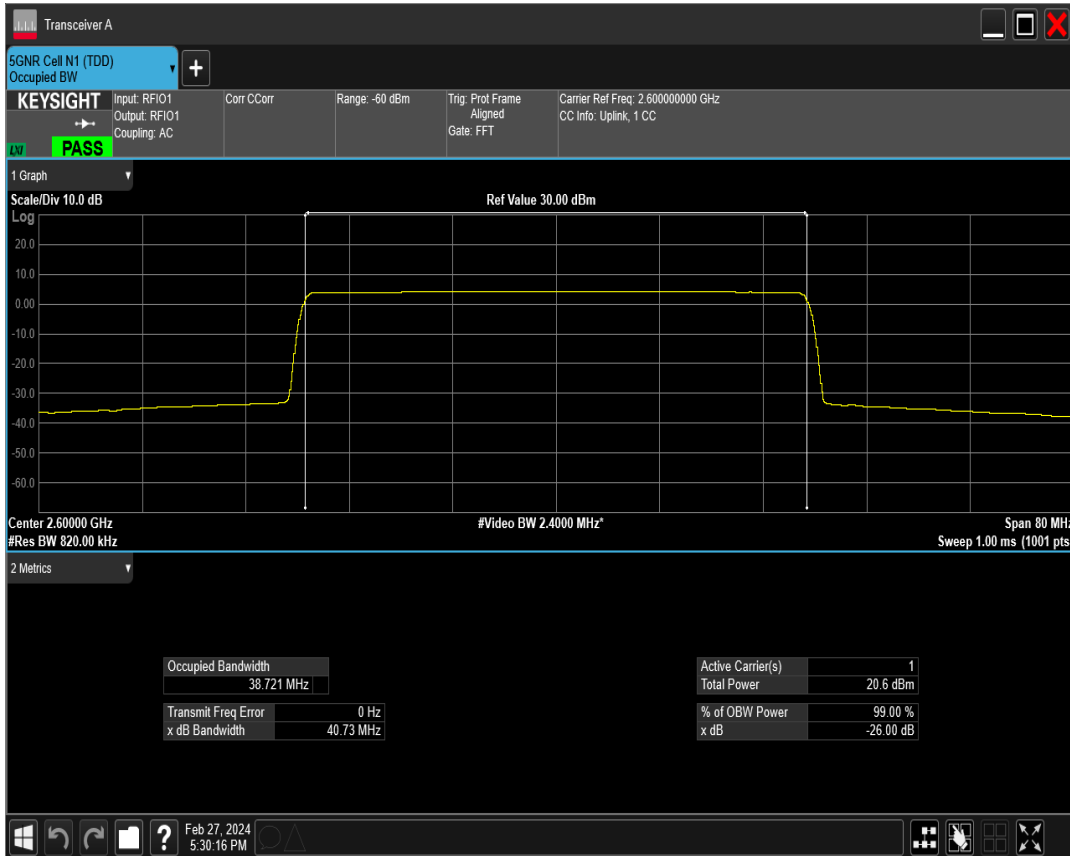 Transceiver A
5GNR Cell N1 (TDD)
Occupied BW
+
KEYSIGHT
LXI
PASS
Input: RFIO1
Output: RFIO1
Coupling: AC
Corr CCorr
Range: -60 dBm
Trig: Prot Frame
Aligned
Gate: FFT
Carrier Ref Freq: 2.600000000 GHz
CC Info: Uplink, 1 CC
1 Graph
Scale/Div 10.0 dB
Ref Value 30.00 dBm
Log
20.0
10.0
0.00
-10.0
-20.0
-30.0
-40.0
-50.0
-60.0
Center 2.60000 GHz
#Video BW 2.4000 MHz*
Span 80 MHz
#Res BW 820.00 kHz
Sweep 1.00 ms (1001 pts
2 Metrics
Occupied Bandwidth
38.721 MHz
Transmit Freq Error 0 Hz
x dB Bandwidth 40.73 MHz
Active Carrier(s) 1
Total Power 20.6 dBm
% of OBW Power 99.00 %
x dB -26.00 dB
?
Feb 27, 2024
5:30:16 PM